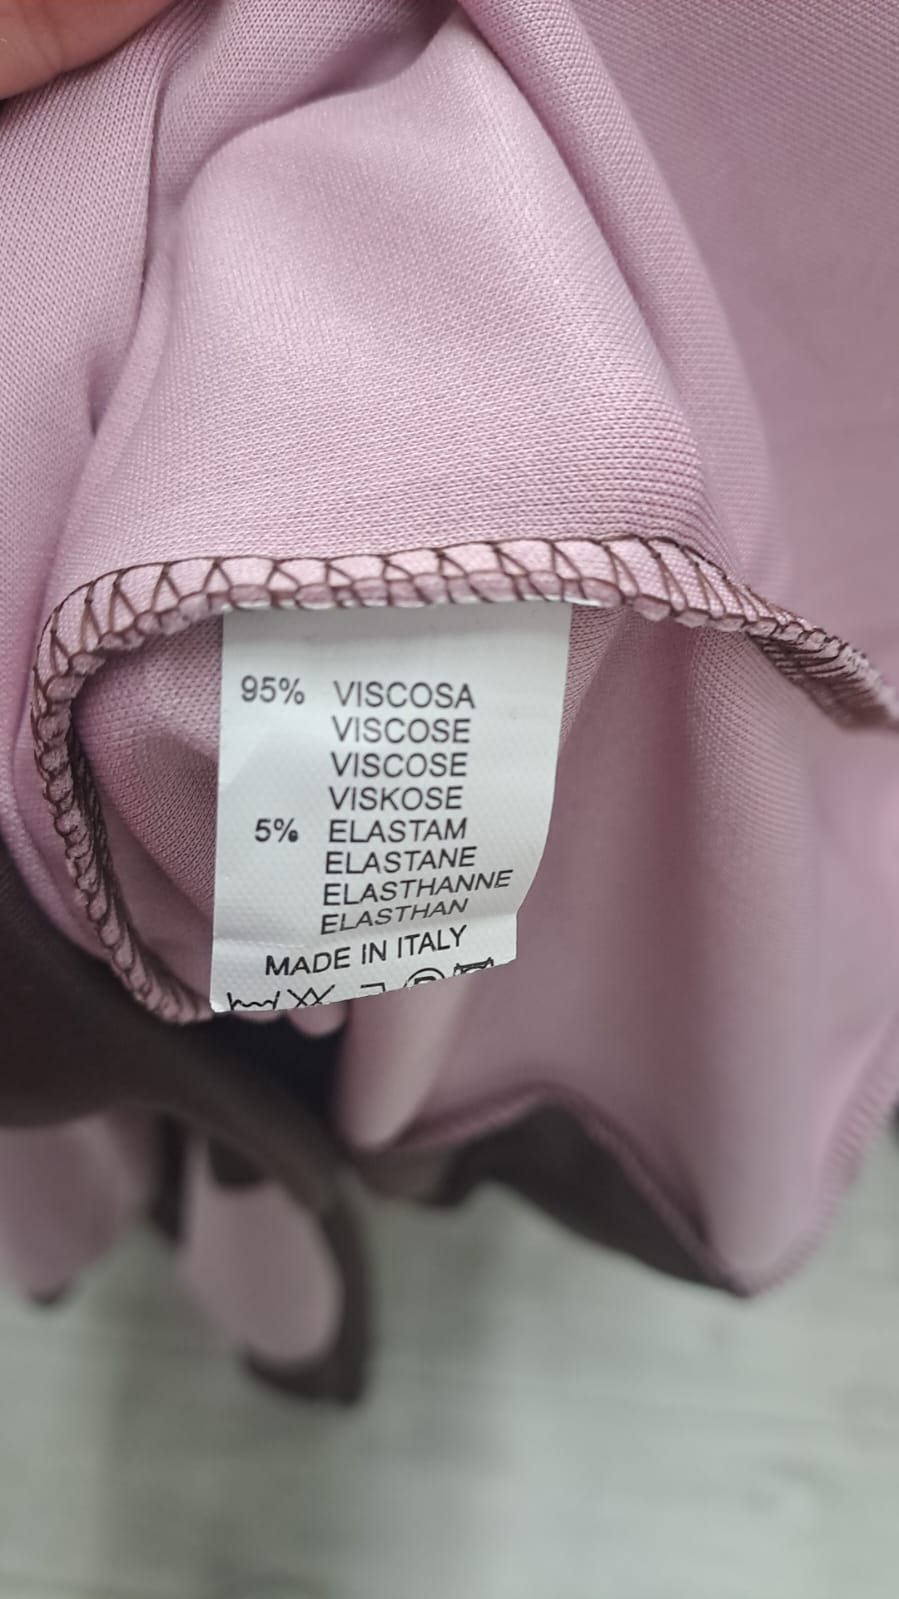 95% VISCOSA
VISCOSE
VISCOSE
VISKOSE
5% ELASTAM
ELASTANE
ELASTHANNE
ELASTHAN
MADE IN ITALY